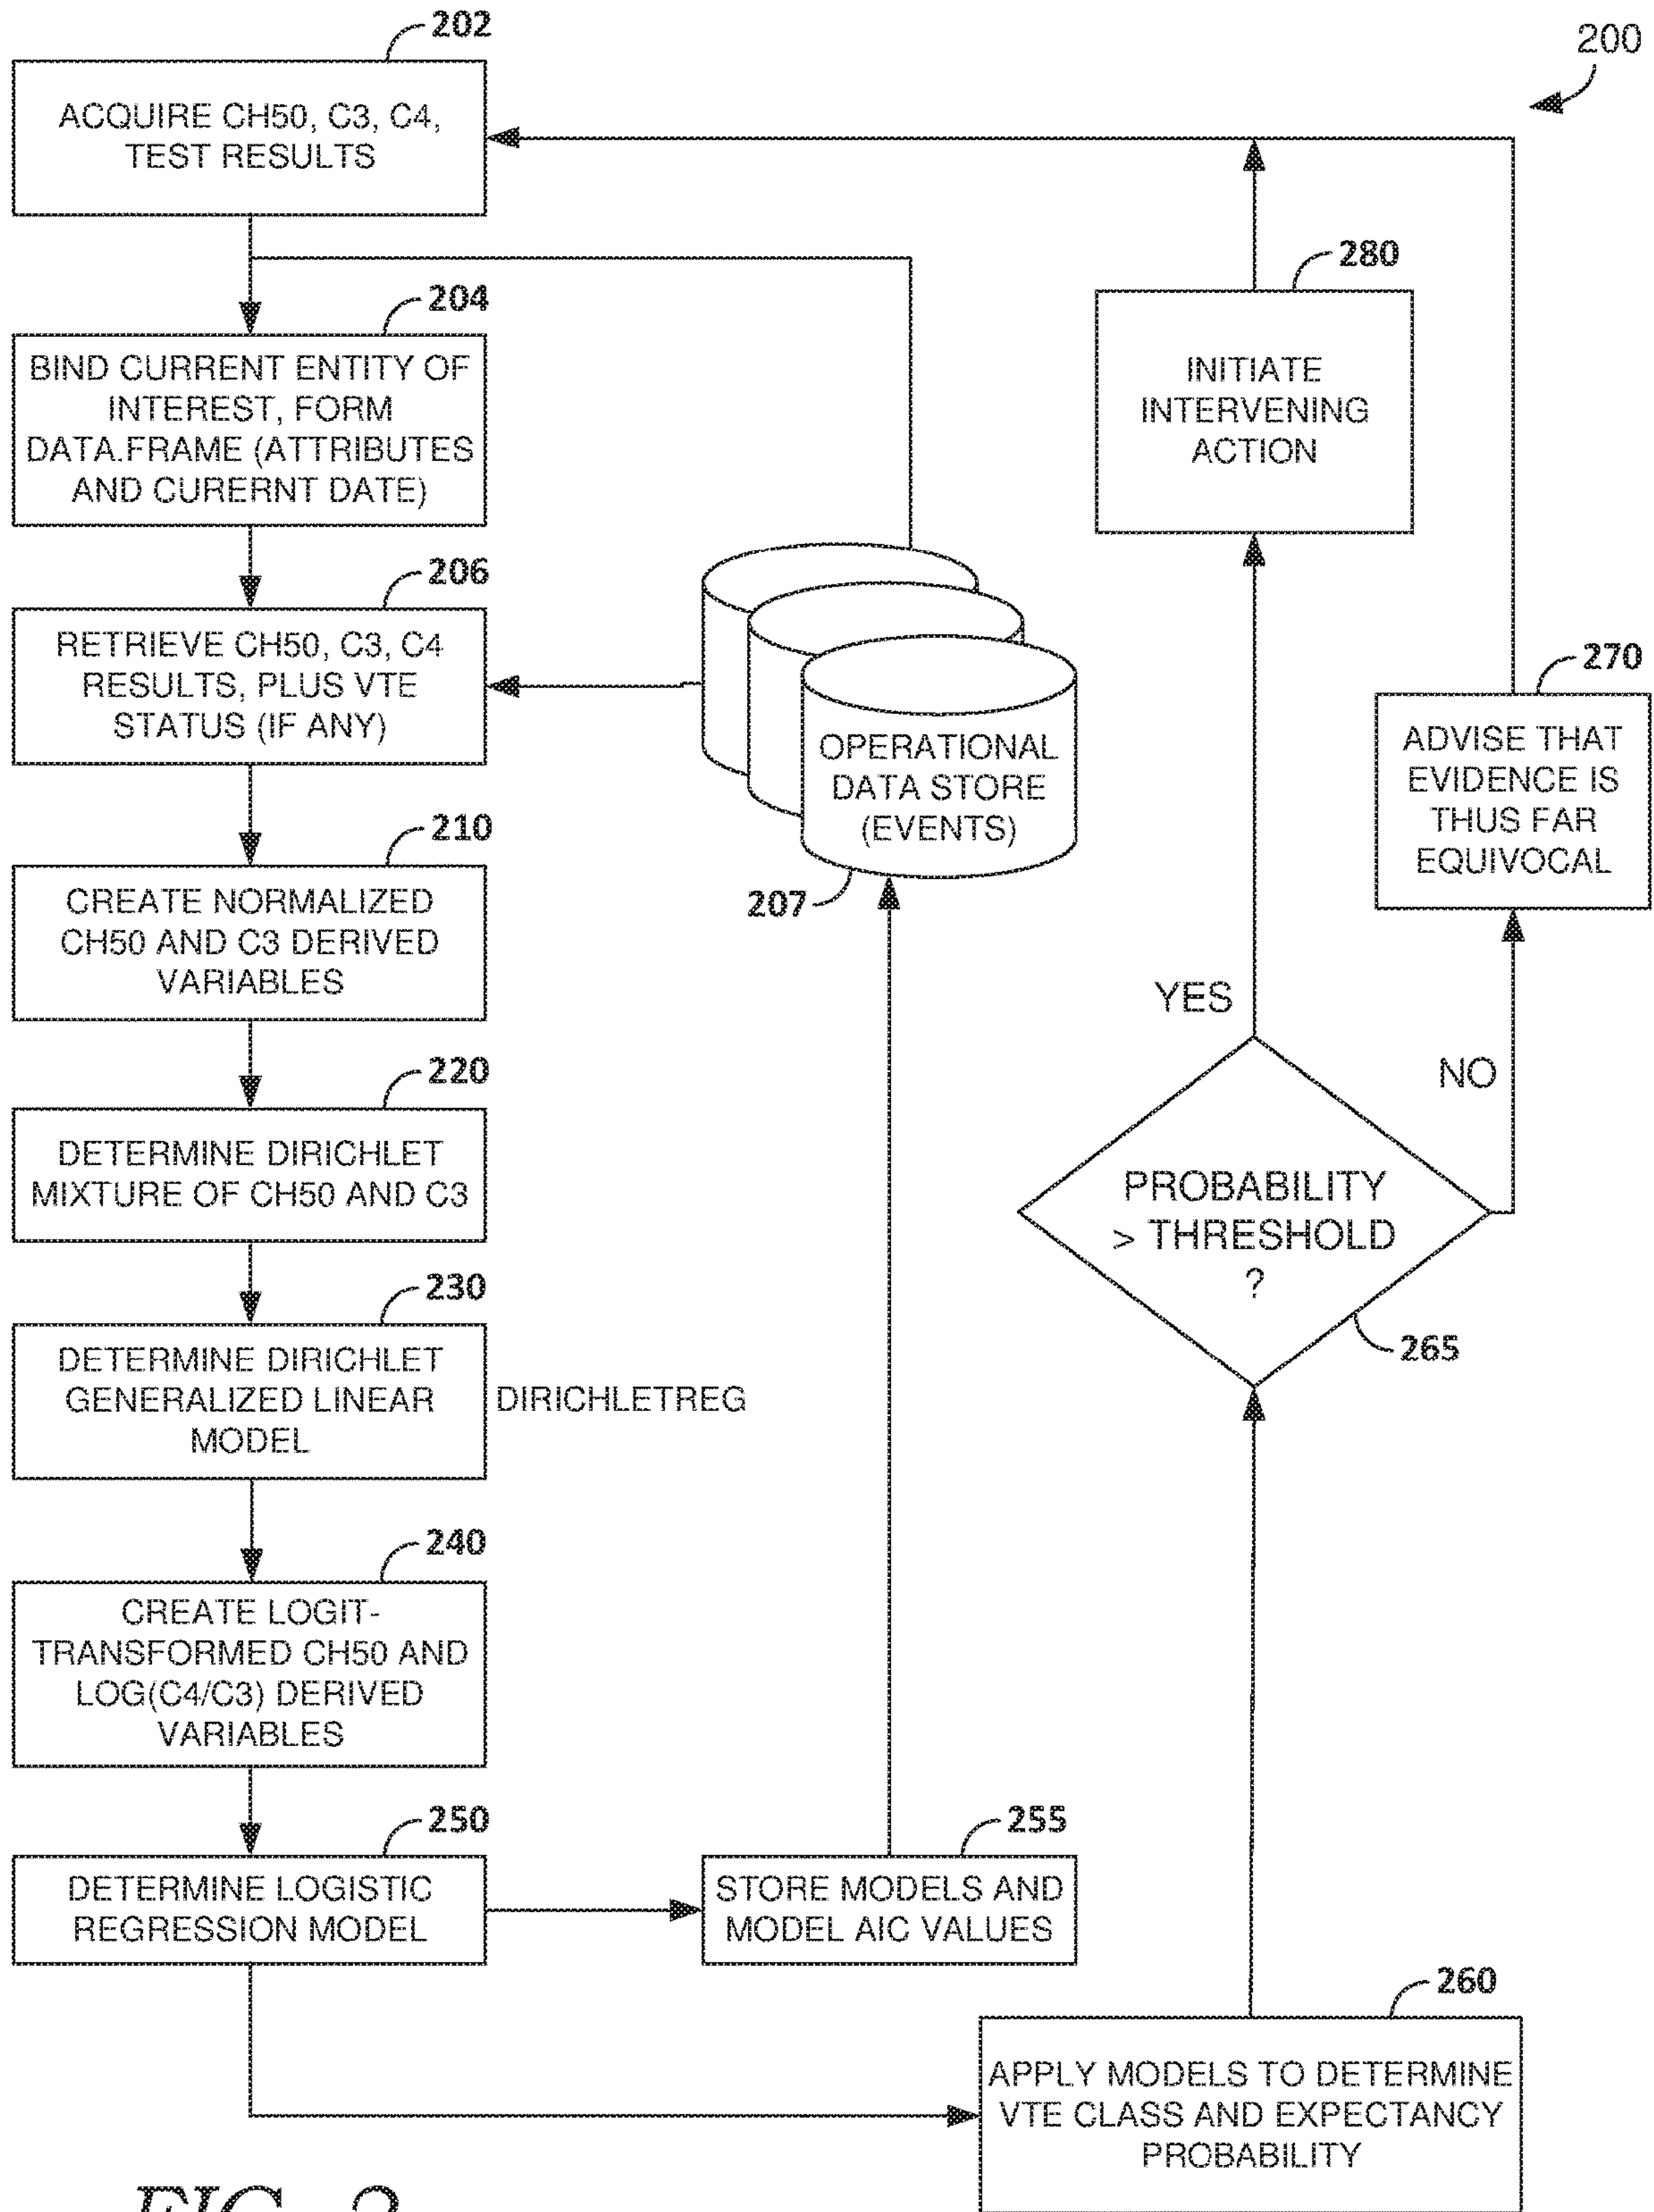 202
200
ACQUIRE CH50, C3, C4,
TEST RESULTS
280
204
BIND CURRENT ENTITY OF
INTEREST, FORM
DATA.FRAME (ATTRIBUTES
AND CURERNT DATE)
INITIATE
INTERVENING
ACTION
206
RETRIEVE CH50, C3, C4
RESULTS, PLUS VTE
STATUS (IF ANY)
270
ADVISE THAT
EVIDENCE IS
THUS FAR
EQUIVOCAL
OPERATIONAL
DATA STORE
(EVENTS)
207
210
CREATE NORMALIZED
CH50 AND C3 DERIVED
VARIABLES
YES
NO
220
DETERMINE DIRICHLET
MIXTURE OF CH50 AND C3
PROBABILITY
> THRESHOLD
?
265
230
DETERMINE DIRICHLET
GENERALIZED LINEAR
MODEL
DIRICHLETREG
240
CREATE LOGIT-
TRANSFORMED CH50 AND
LOG(C4/C3) DERIVED
VARIABLES
250
DETERMINE LOGISTIC
REGRESSION MODEL
255
STORE MODELS AND
MODEL AIC VALUES
260
APPLY MODELS TO DETERMINE
VTE CLASS AND EXPECTANCY
PROBABILITY
FIG. 2